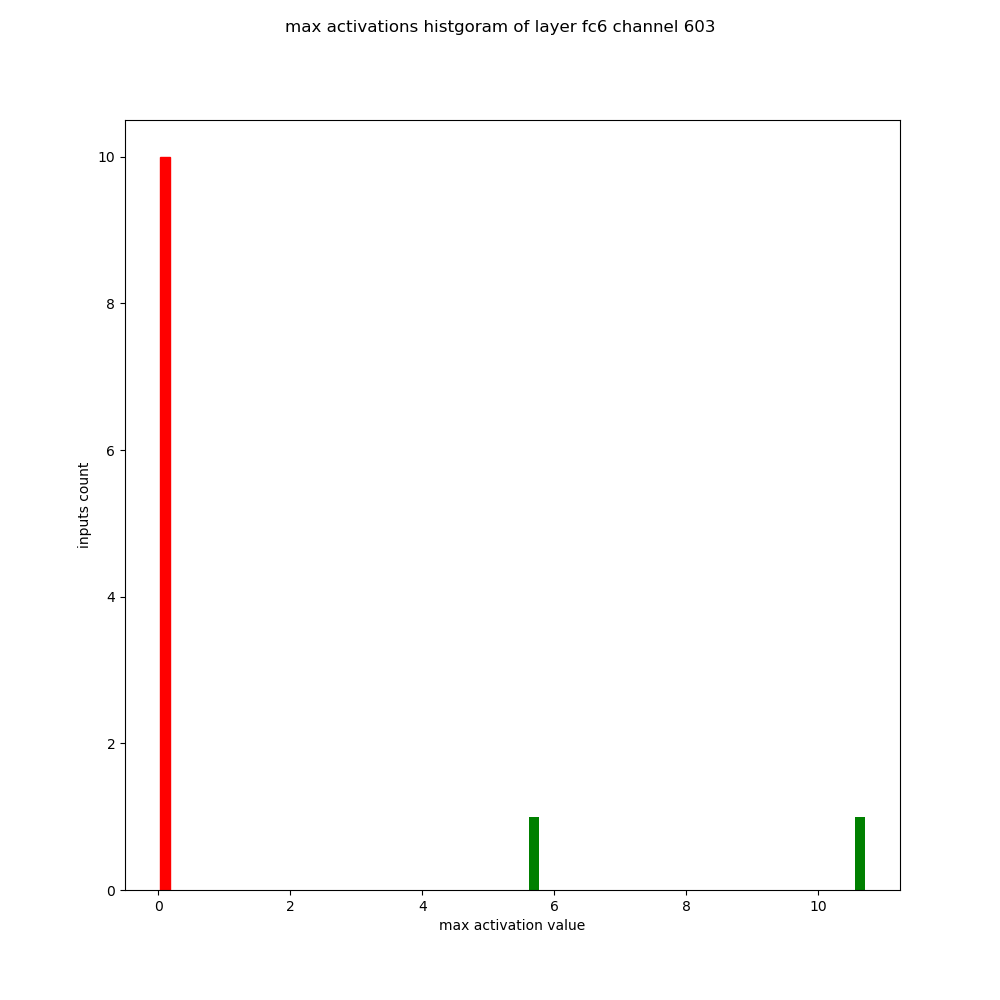 max activations histgoram of layer fc6 channel 603
10
8
6
4
2
0
inputs count
0 2 4 6 8 10
max activation value